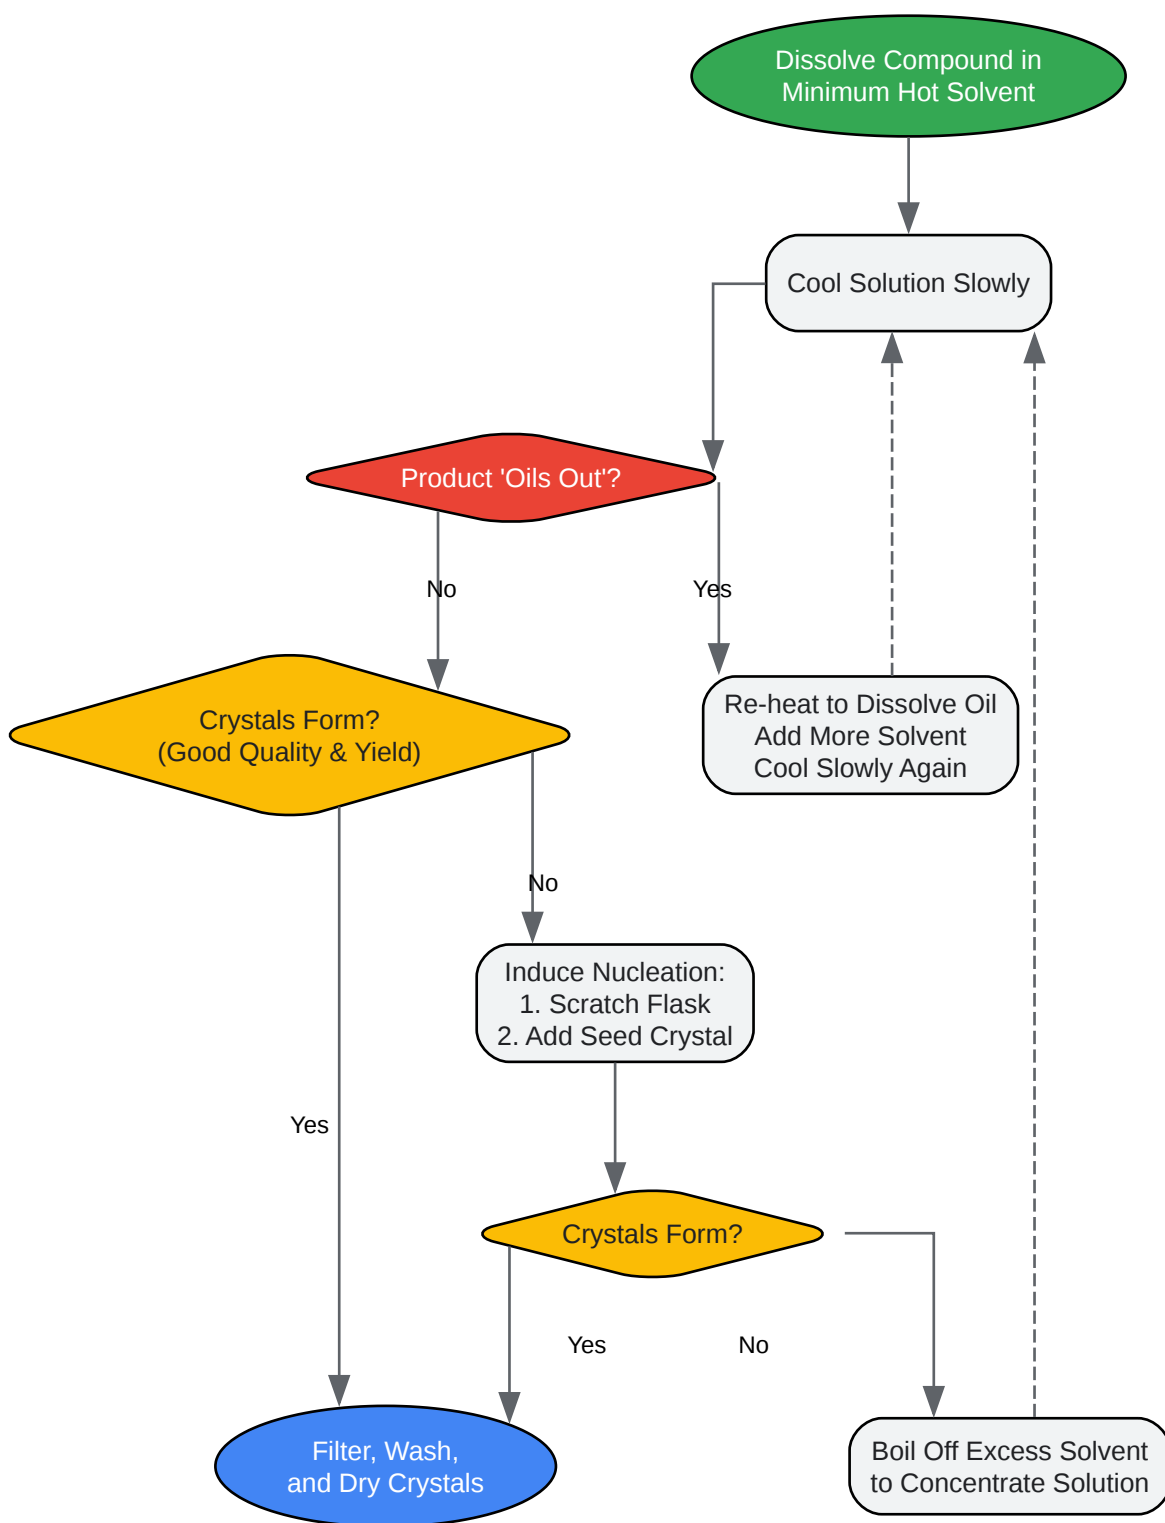 Dissolve Compound in
Minimum Hot Solvent
Cool Solution Slowly
Product 'Oils Out'?
No
Yes
Crystals Form?
(Good Quality & Yield)
Re-heat to Dissolve Oil
Add More Solvent
Cool Slowly Again
No
Induce Nucleation:
1. Scratch Flask
2. Add Seed Crystal
Yes
Crystals Form?
Yes
No
Filter, Wash,
and Dry Crystals
Boil Off Excess Solvent
to Concentrate Solution